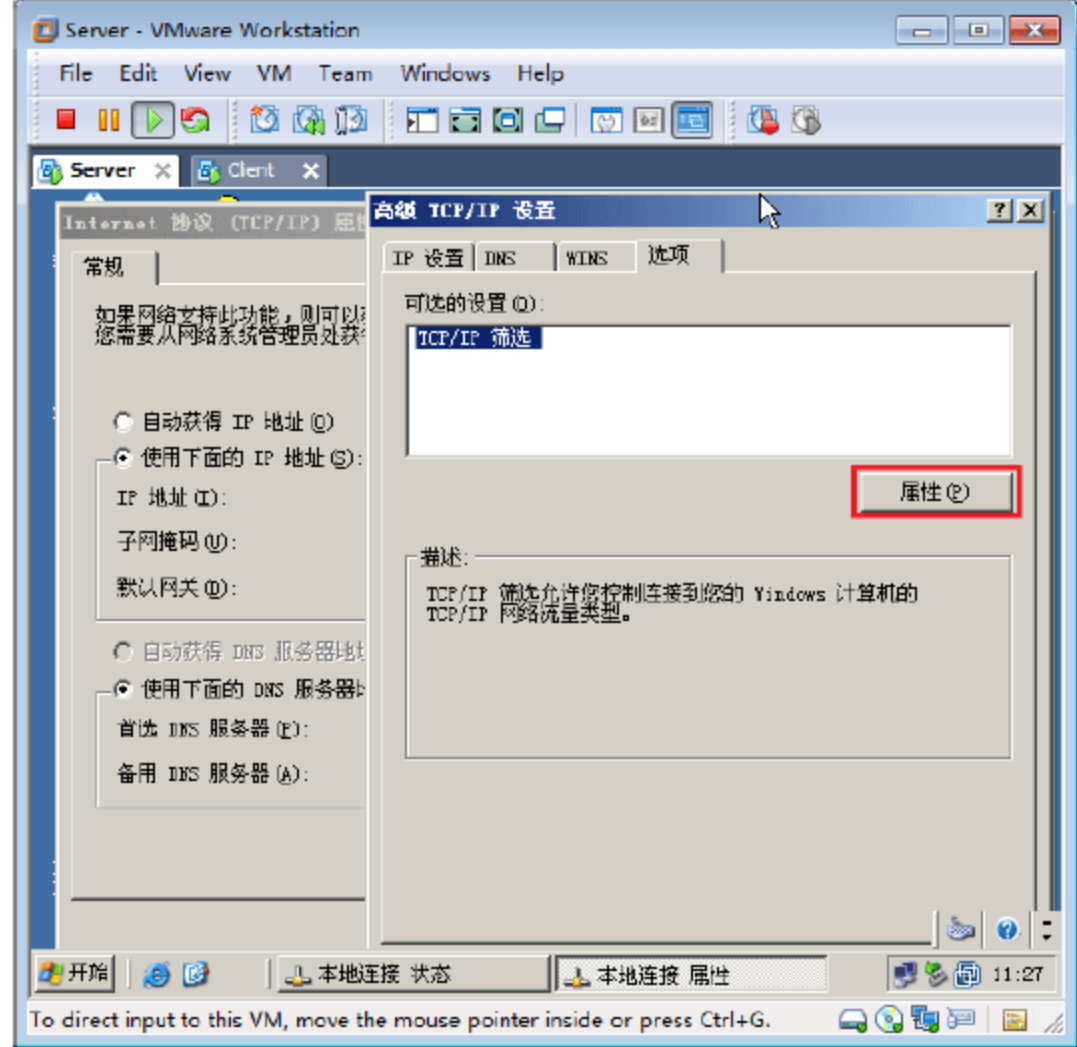 Server - VMware Workstation
File Edit View VM Team Windows Help
Server Client
Internet 协议 (TCP/IP) 属
高级 TCP/IP 设置
常规
IP 设置 DNS WINS 选项
如果网络支持此功能，则可以
您需要从网络系统管理员处获
可选的设置(O):
TCP/IP 筛选
自动获得 IP 地址(O)
使用下面的 IP 地址(S):
IP 地址(I):
属性(P)
子网掩码(U):
默认网关(D):
描述:
TCP/IP 筛选允许您控制连接到您的 Windows 计算机的
TCP/IP 网络流量类型。
自动获得 DNS 服务器地
使用下面的 DNS 服务器
首选 DNS 服务器(P):
备用 DNS 服务器(A):
开始 本地连接 状态 本地连接 属性 11:27
To direct input to this VM, move the mouse pointer inside or press Ctrl+G.